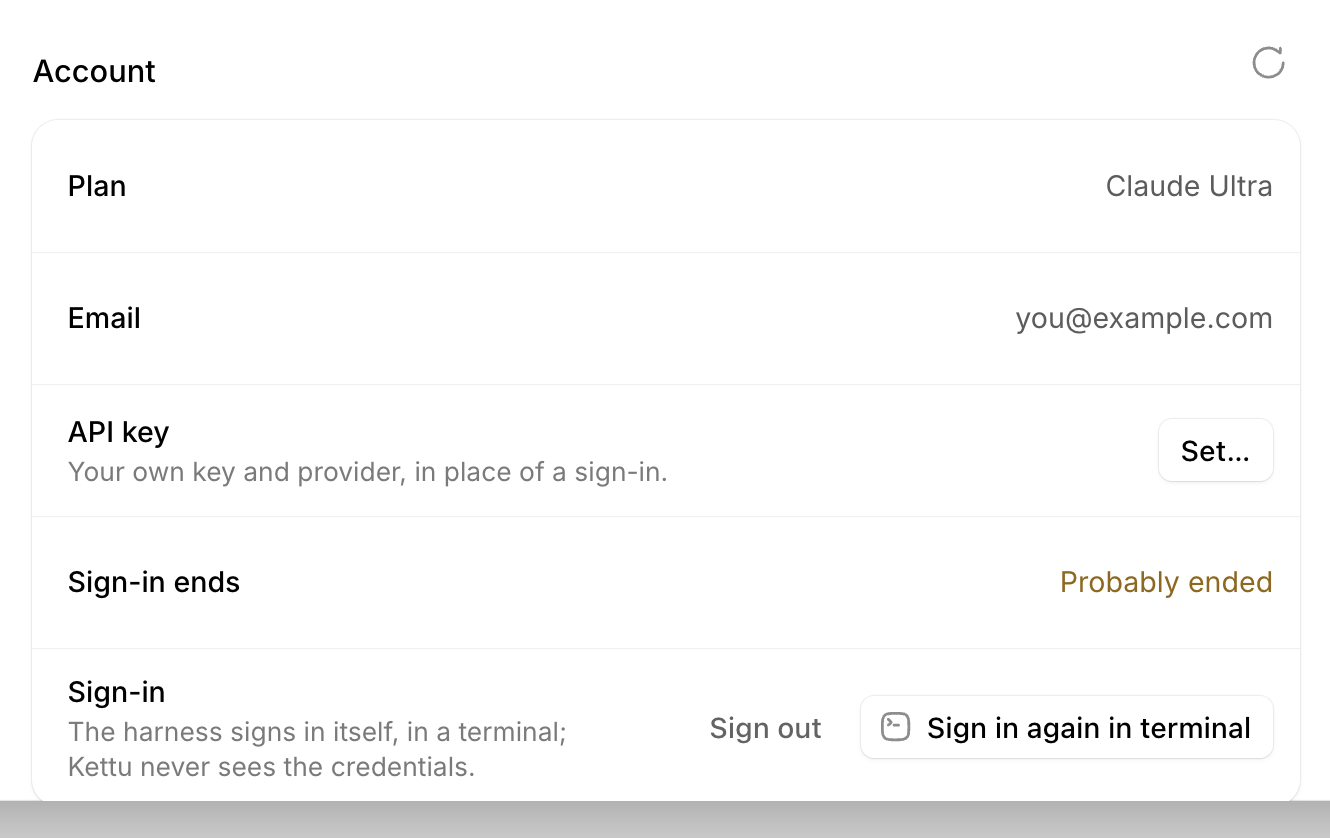 Account
Plan
Claude Ultra
Email
you@example.com
API key
Your own key and provider, in place of a sign-in.
Set...
Sign-in ends
Probably ended
Sign-in
The harness signs in itself, in a terminal;
Kettu never sees the credentials.
Sign out
Sign in again in terminal